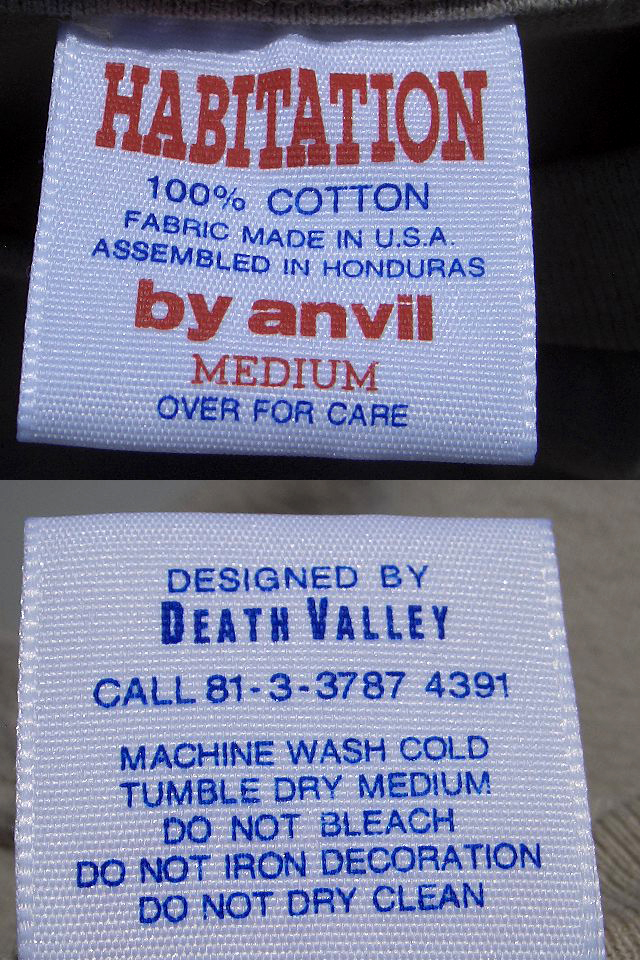 HABITATION
100% COTTON
FABRIC MADE IN U.S.A.
ASSEMBLED IN HONDURAS
by anvil
MEDIUM
OVER FOR CARE
DESIGNED BY
DEATH VALLEY
CALL 81-3-3787 4391
MACHINE WASH COLD
TUMBLE DRY MEDIUM
DO NOT BLEACH
DO NOT IRON DECORATION
DO NOT DRY CLEAN